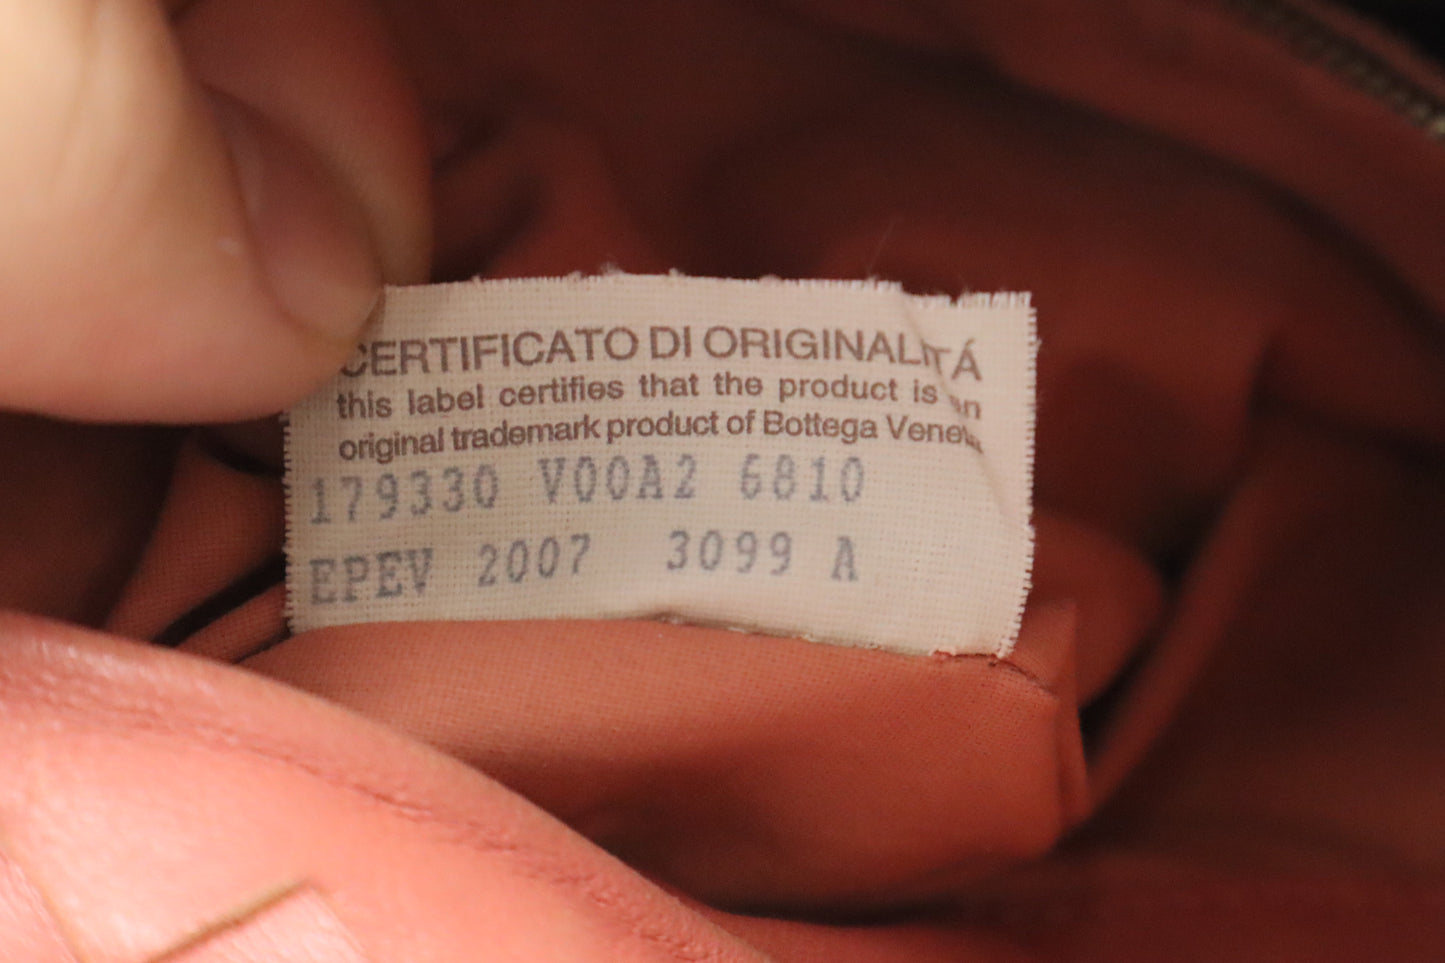 CERTIFICATO DI ORIGINALITÁ
this label certifies that the product is an
original trademark product of Bottega Veneta
179330 V00A2 6810
EPEV 2007 3099 A